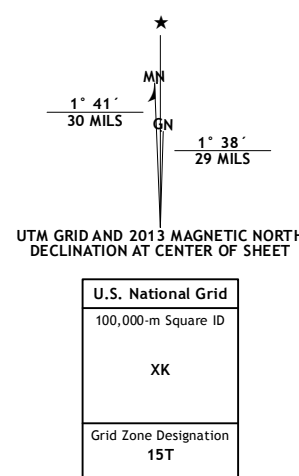 MN
1° 41´
30 MILS
GN
1° 38´
29 MILS
UTM GRID AND 2013 MAGNETIC NORTH
DECLINATION AT CENTER OF SHEET
U.S. National Grid
100,000-m Square ID
XK
Grid Zone Designation
15T